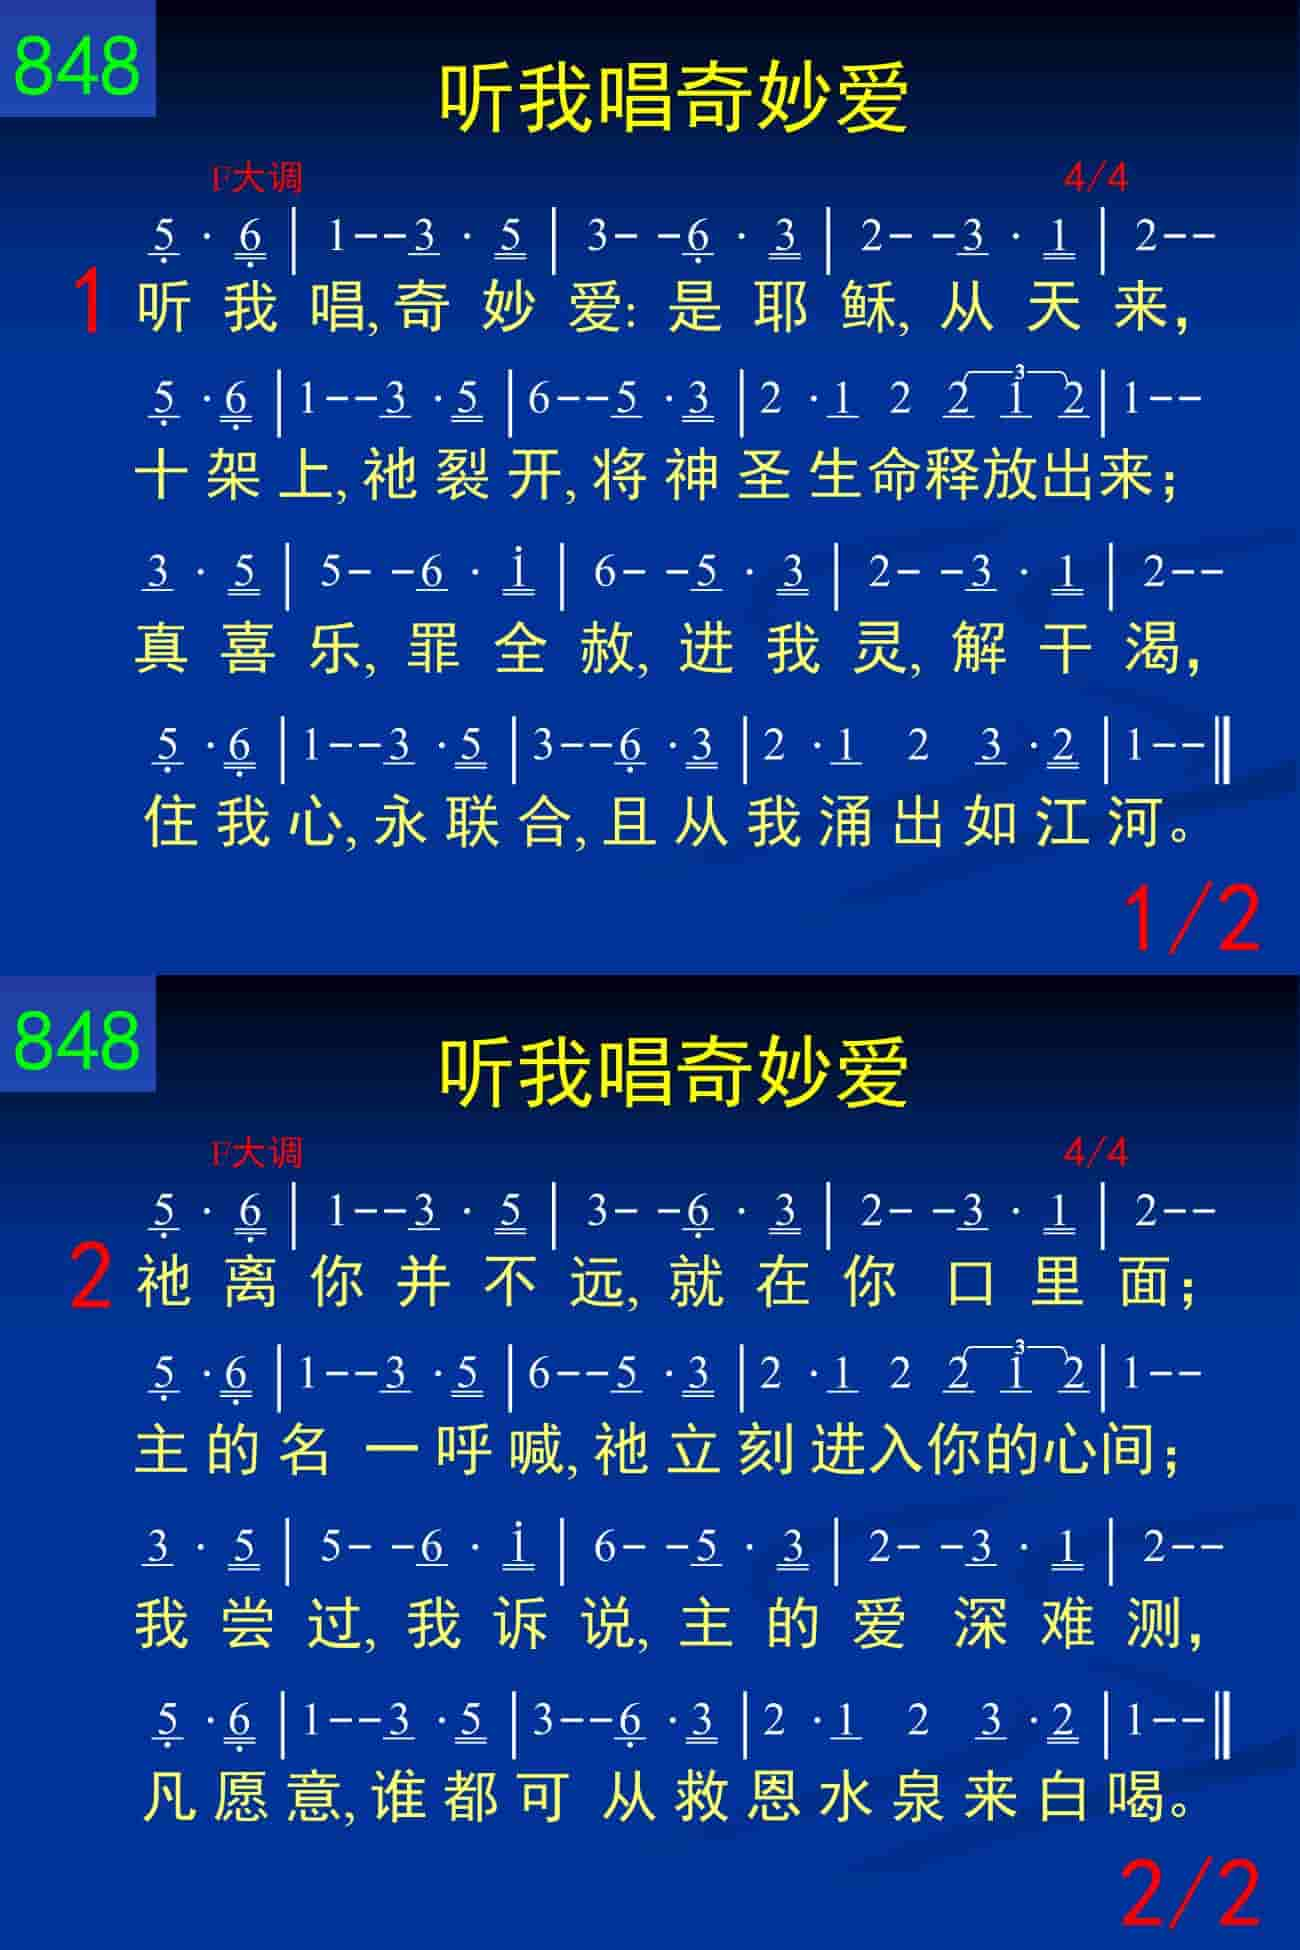 848
听我唱奇妙爱
F大调 4/4
5̣ · 6̣ | 1--3 · 5 | 3--6̣ · 3 | 2--3 · 1 | 2--
1 听我唱, 奇妙爱: 是耶稣, 从天来，
5̣ · 6̣ | 1--3 · 5 | 6--5 · 3 | 2 · 1 2 2 1 2 | 1--
3
十架上, 祂裂开, 将神圣生命释放出来；
3 · 5 | 5--6 · i | 6--5 · 3 | 2--3 · 1 | 2--
真喜乐, 罪全赦, 进我灵, 解干渴，
5̣ · 6̣ | 1--3 · 5 | 3--6̣ · 3 | 2 · 1 2 3 · 2 | 1--‖
住我心, 永联合, 且从我涌出如江河。
1/2
848
听我唱奇妙爱
F大调 4/4
5̣ · 6̣ | 1--3 · 5 | 3--6̣ · 3 | 2--3 · 1 | 2--
2 祂离你并不远, 就在你口里面；
5̣ · 6̣ | 1--3 · 5 | 6--5 · 3 | 2 · 1 2 2 1 2 | 1--
3
主的名一呼喊, 祂立刻进入你的心间；
3 · 5 | 5--6 · i | 6--5 · 3 | 2--3 · 1 | 2--
我尝过, 我诉说, 主的爱深难测，
5̣ · 6̣ | 1--3 · 5 | 3--6̣ · 3 | 2 · 1 2 3 · 2 | 1--‖
凡愿意, 谁都可从救恩水泉来白喝。
2/2